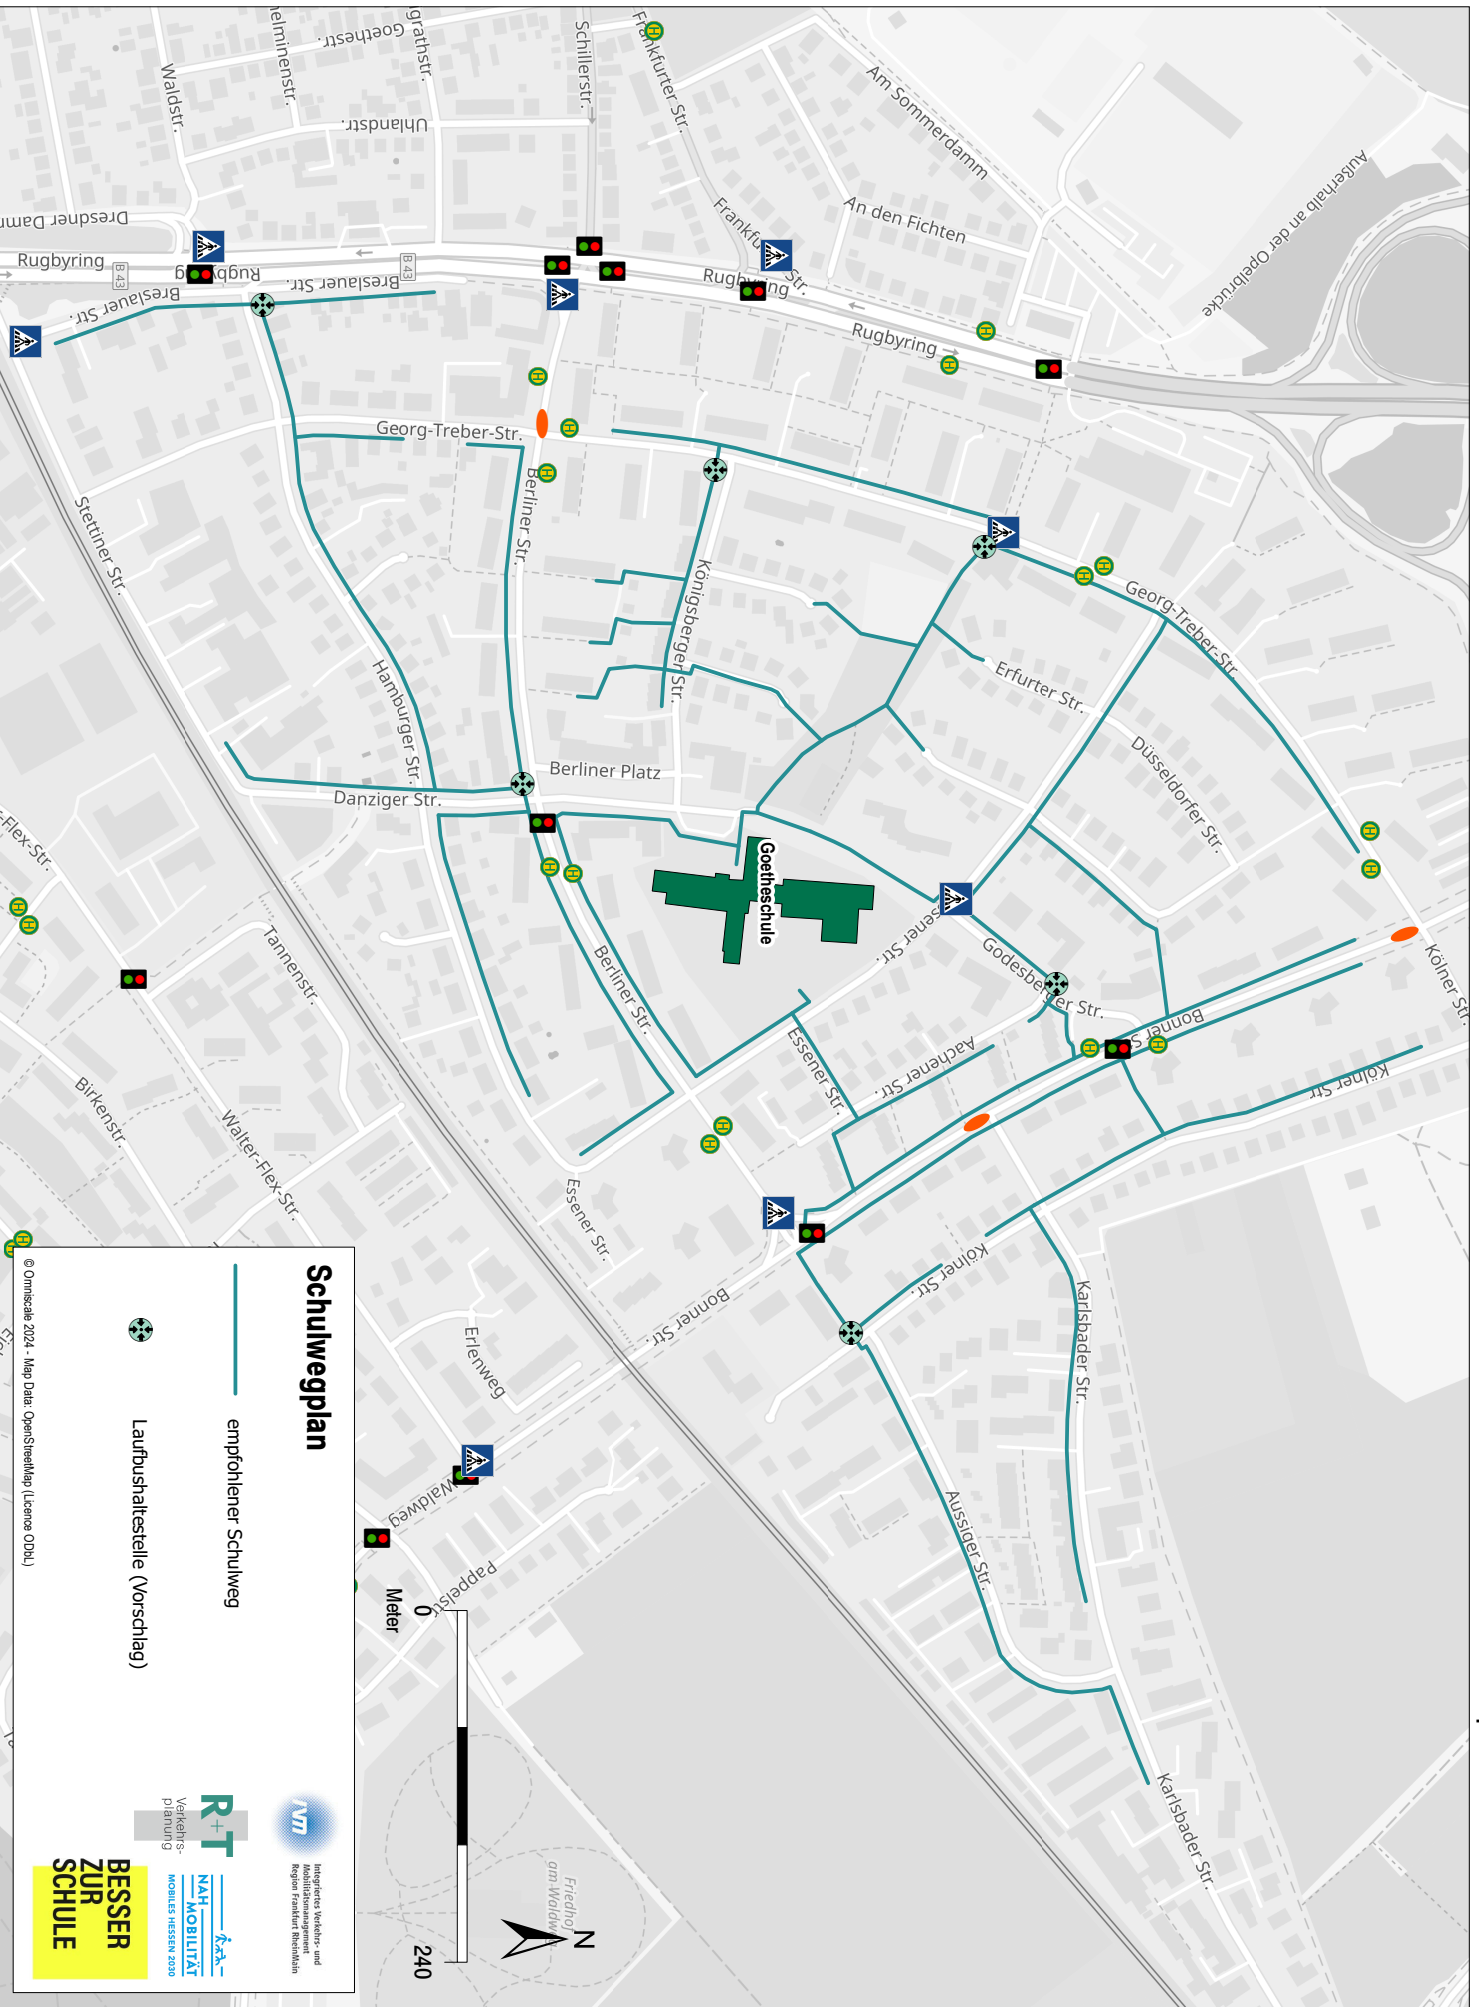 Goethestr.
Waldstr.
Uhlandstr.
Schillerstr.
Frankfurter Str.
Am Sommerdamm
Außerhalb an der Opelbrücke
An den Fichten
Dresdner Damm
Rugbyring
B 43
Breslauer Str.
Breslauer Str.
B 43
Rugbyring
Rugbyring
Georg-Treber-Str.
Berliner Str.
Königsberger Str.
Georg-Treber-Str.
Erfurter Str.
Düsseldorfer Str.
Stettiner Str.
Hamburger Str.
Berliner Platz
Danziger Str.
Goetheschule
Berliner Str.
Godesberger Str.
Essener Str.
Aachener Str.
Kölner Str.
Kölner Str.
Tannenstr.
Birkenstr.
Walter-Flex-Str.
Essener Str.
Bonner Str.
Kölner Str.
Karlsbader Str.
Erlenweg
Waldweg
Aussiger Str.
Pappelstr.
Karlsbader Str.
Friedhof
am Waldweg
Meter
0
240
N
Schulwegplan
empfohlener Schulweg
Laufbushaltestelle (Vorschlag)
© Omniscale 2024 - Map Data: OpenStreetMap (Licence ODbL)
ivm
Integriertes Verkehrs- und
Mobilitätsmanagement
Region Frankfurt RheinMain
R+T
Verkehrs-
planung
NAH
MOBILITÄT
MOBILES HESSEN 2030
BESSER
ZUR
SCHULE